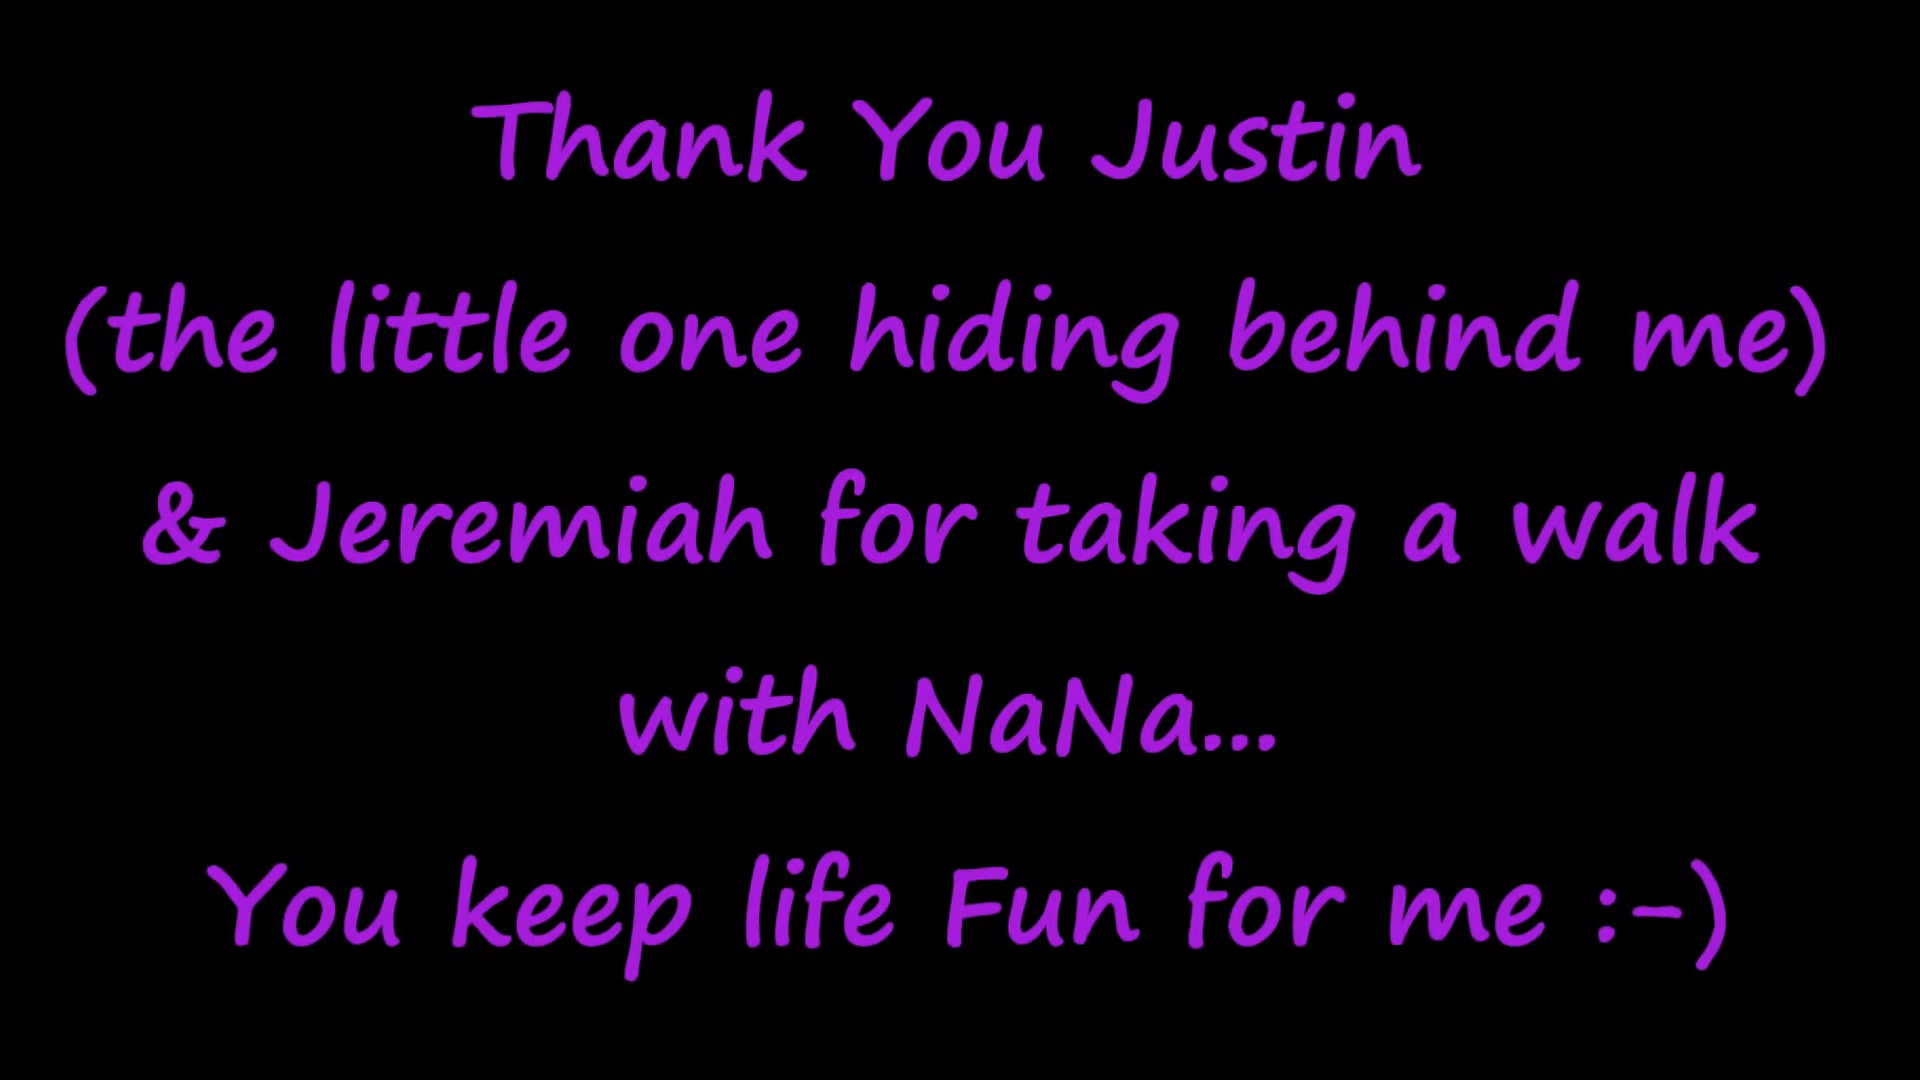 Thank You Justin
(the little one hiding behind me)
& Jeremiah for taking a walk
with NaNa...
You keep life Fun for me :-)